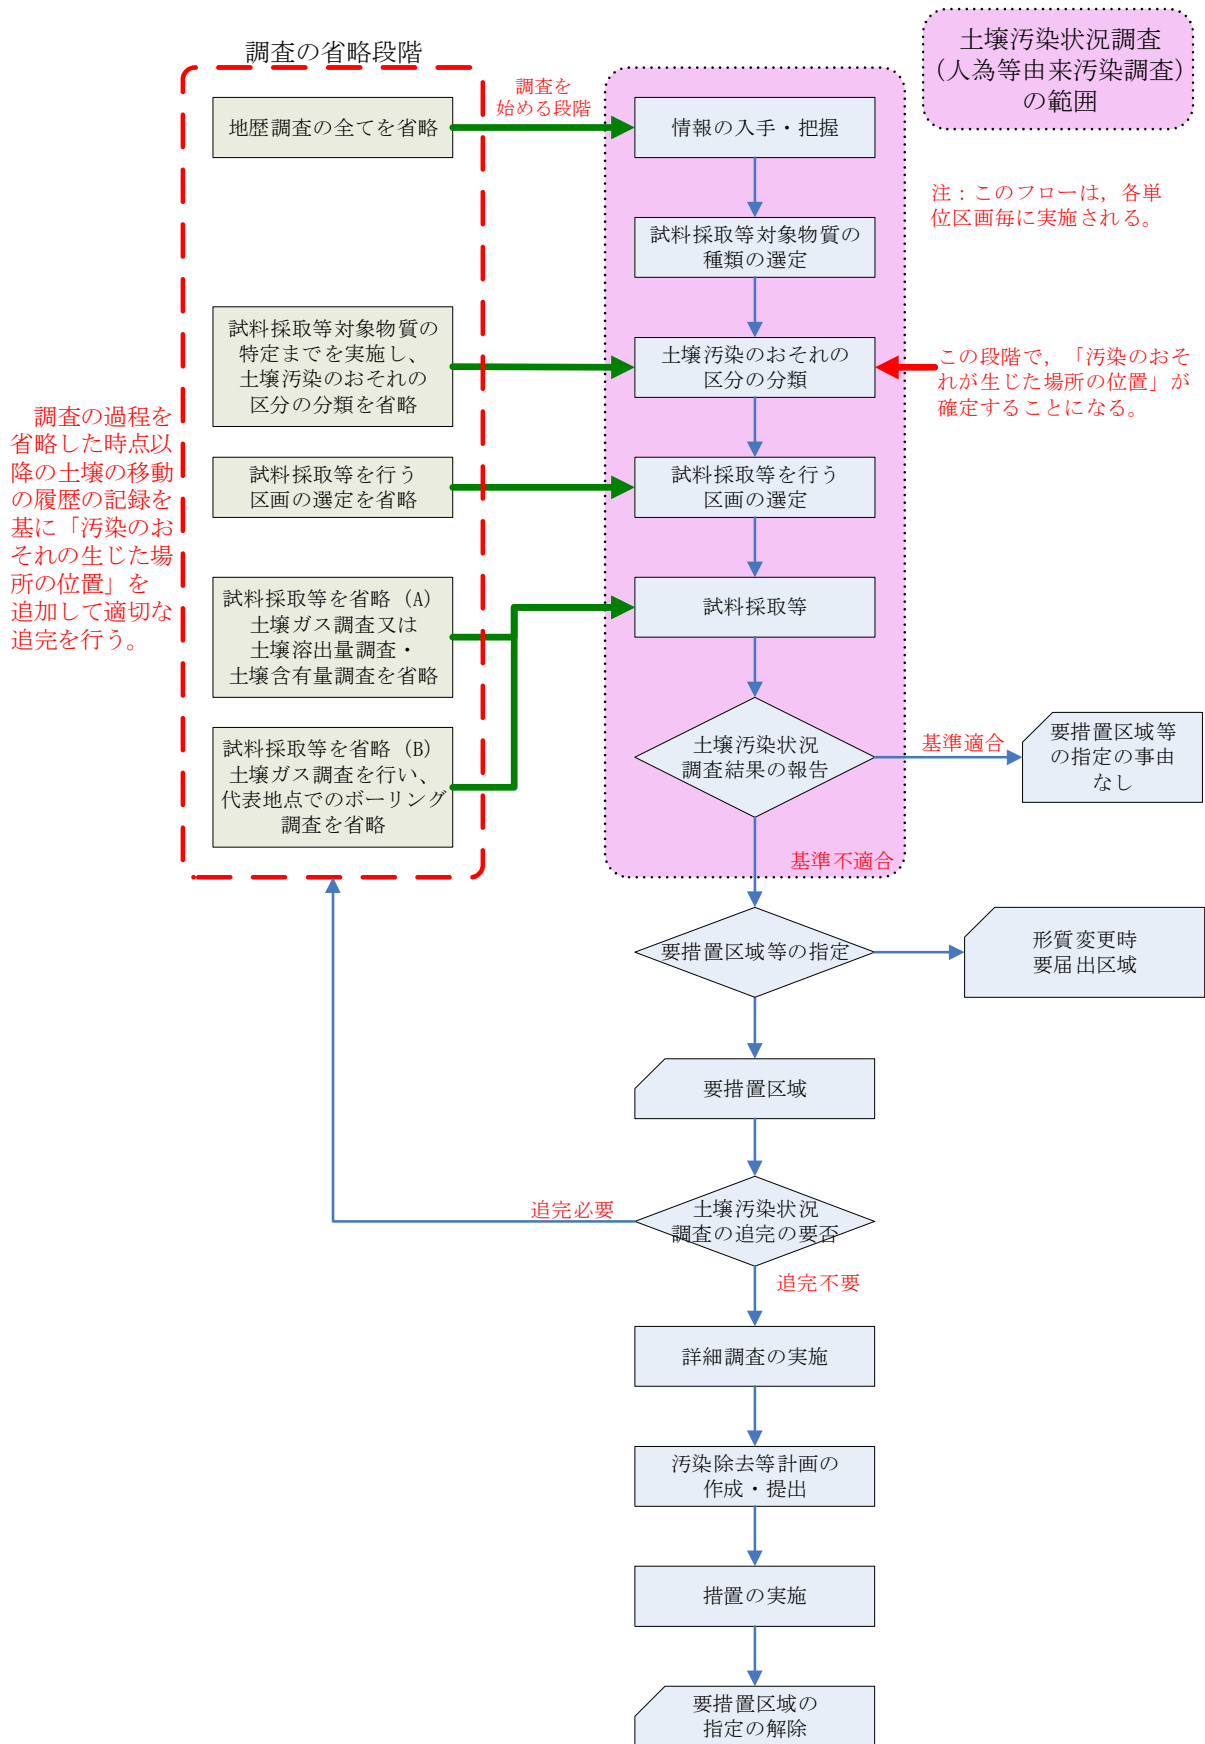 土壌汚染状況調査
(人為等由来汚染調査)
の範囲
調査の省略段階
調査を
始める段階
地歴調査の全てを省略
情報の入手・把握
注：このフローは，各単
位区画毎に実施される。
試料採取等対象物質の
種類の選定
試料採取等対象物質の
特定までを実施し、
土壌汚染のおそれの
区分の分類を省略
土壌汚染のおそれの
区分の分類
この段階で，「汚染のおそ
れが生じた場所の位置」が
確定することになる。
調査の過程を
省略した時点以
降の土壌の移動
の履歴の記録を
基に「汚染のお
それの生じた場
所の位置」を
追加して適切な
追完を行う。
試料採取等を行う
区画の選定を省略
試料採取等を行う
区画の選定
試料採取等を省略 (A)
土壌ガス調査又は
土壌溶出量調査・
土壌含有量調査を省略
試料採取等
試料採取等を省略 (B)
土壌ガス調査を行い、
代表地点でのボーリング
調査を省略
土壌汚染状況
調査結果の報告
基準適合
要措置区域等
の指定の事由
なし
基準不適合
要措置区域等の指定
形質変更時
要届出区域
要措置区域
追完必要
土壌汚染状況
調査の追完の要否
追完不要
詳細調査の実施
汚染除去等計画の
作成・提出
措置の実施
要措置区域の
指定の解除